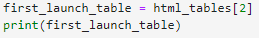 first_launch_table = html_tables[2]
print(first_launch_table)